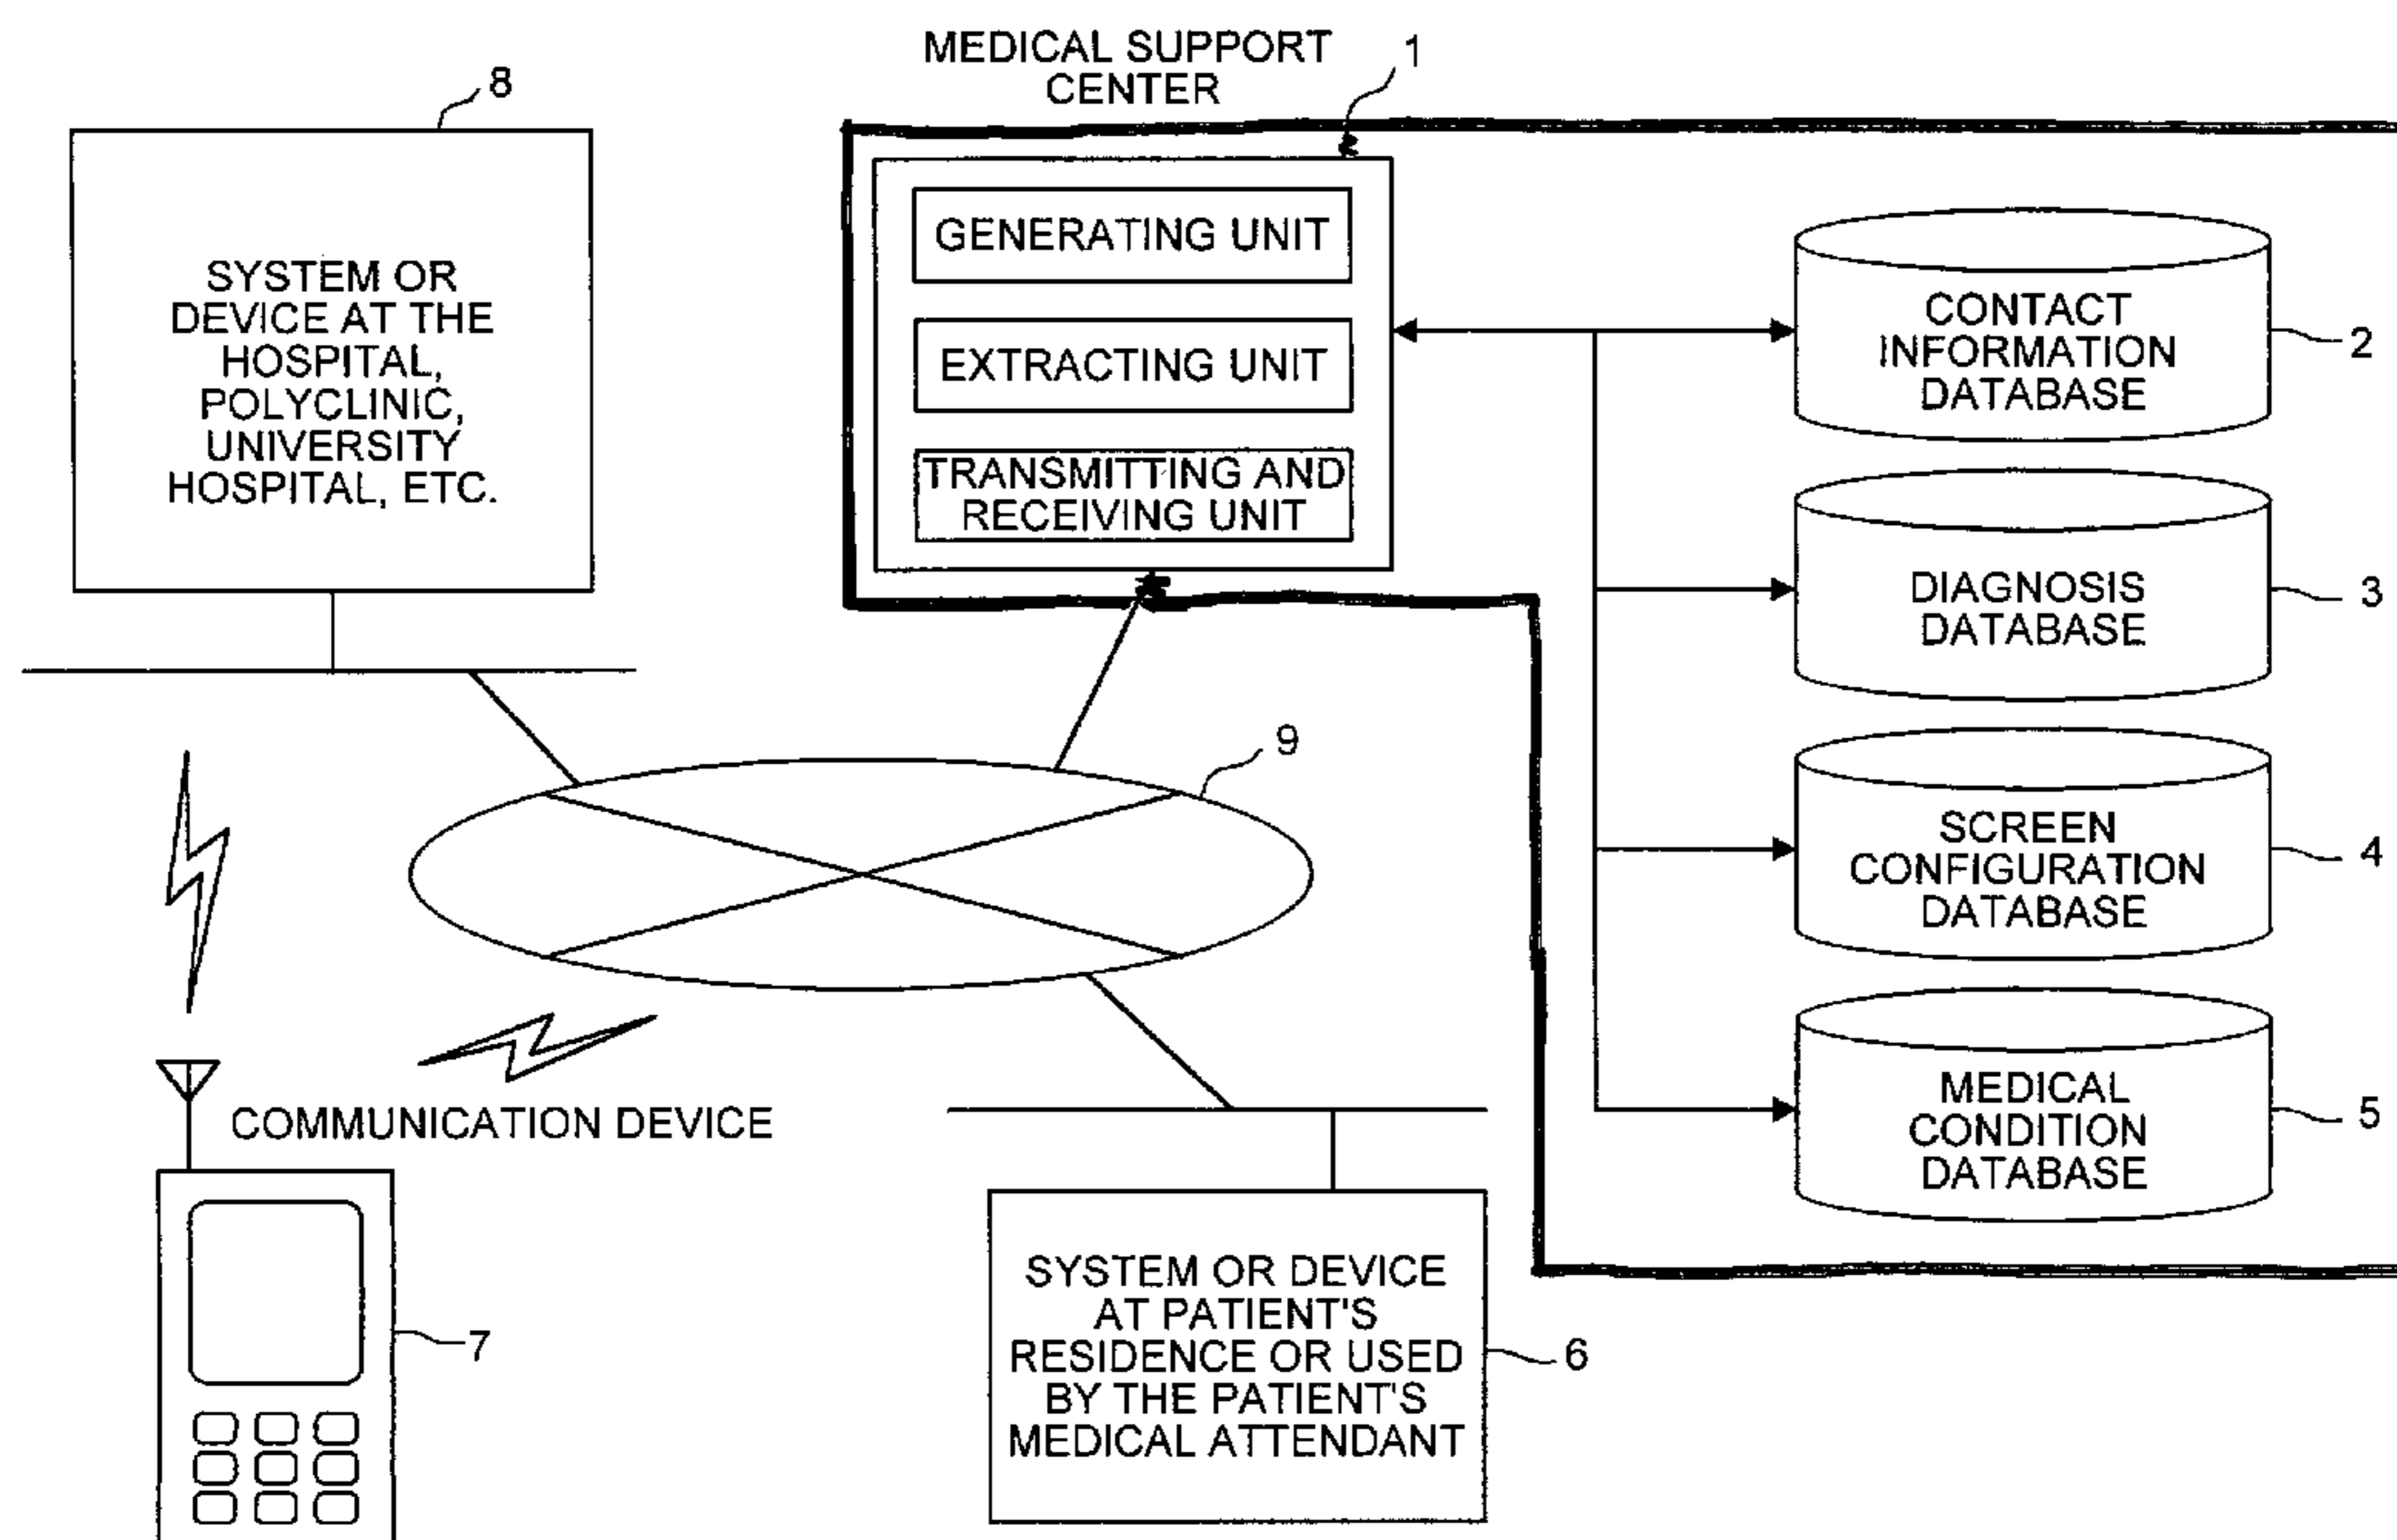 MEDICAL SUPPORT
CENTER
1
8
SYSTEM OR
DEVICE AT THE
HOSPITAL,
POLYCLINIC,
UNIVERSITY
HOSPITAL, ETC.
GENERATING UNIT
EXTRACTING UNIT
TRANSMITTING AND
RECEIVING UNIT
CONTACT
INFORMATION
DATABASE
2
DIAGNOSIS
DATABASE
3
SCREEN
CONFIGURATION
DATABASE
4
MEDICAL
CONDITION
DATABASE
5
9
COMMUNICATION DEVICE
7
SYSTEM OR DEVICE
AT PATIENT'S
RESIDENCE OR USED
BY THE PATIENT'S
MEDICAL ATTENDANT
6